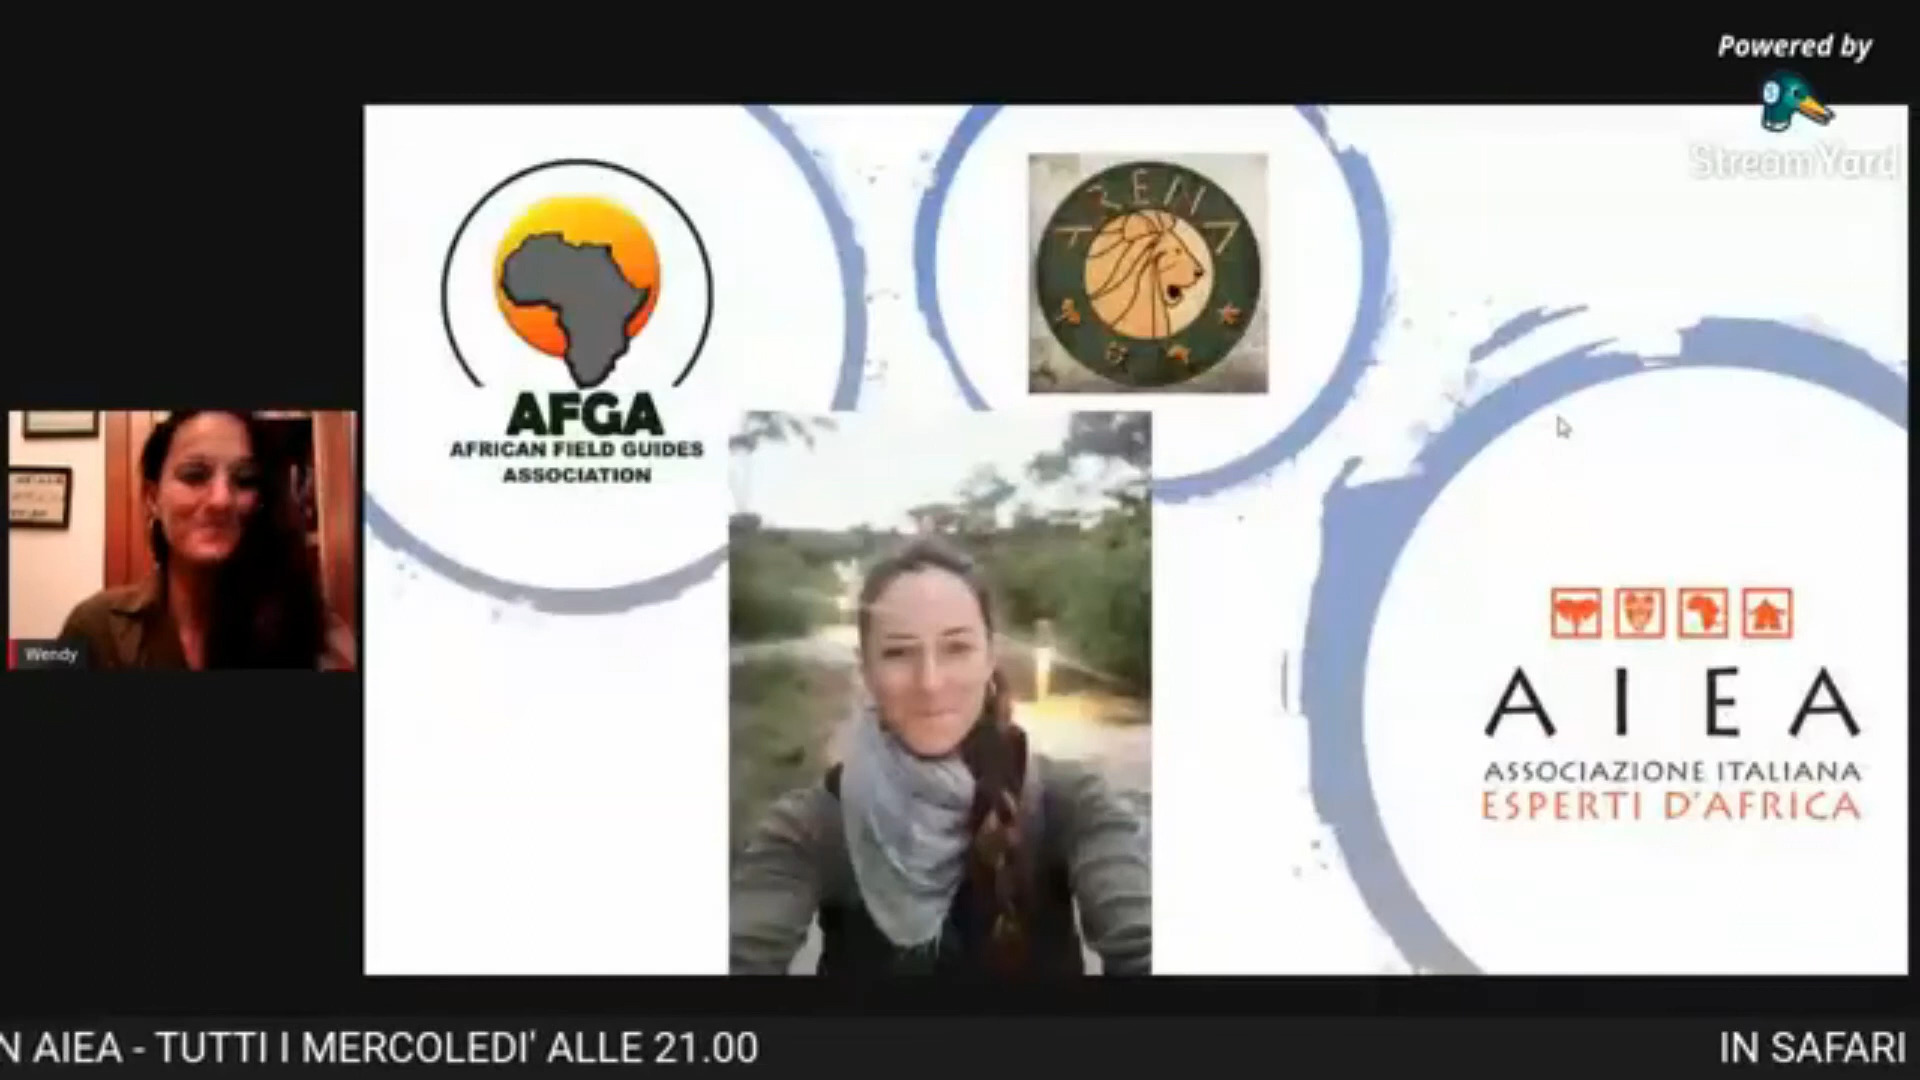 Powered by
StreamYard
ARENA
AFGA
AFRICAN FIELD GUIDES
ASSOCIATION
Wendy
A I E A
ASSOCIAZIONE ITALIANA
ESPERTI D'AFRICA
N AIEA - TUTTI I MERCOLEDI' ALLE 21.00
IN SAFARI